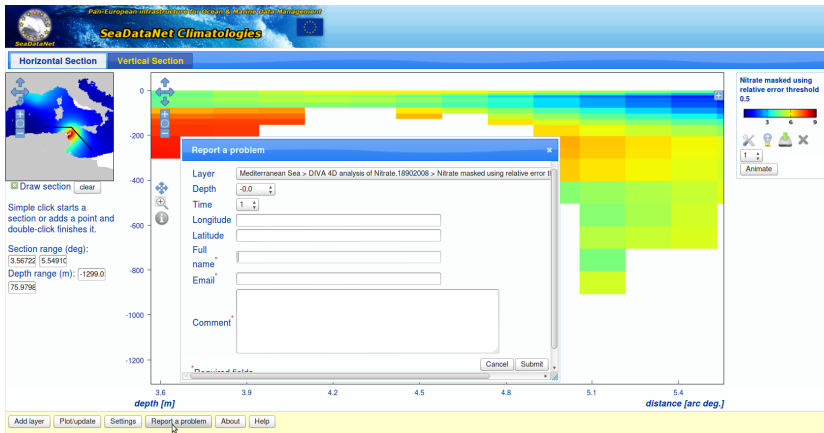 Pan-European infrastructure for Ocean & Marine Data Management
SeaDataNet Climatologies
SeaDataNet
Horizontal Section
Vertical Section
Draw section
clear
Simple click starts a
section or adds a point and
double-click finishes it.
Section range (deg):
3.56722
5.5491
Depth range (m):
-1299.0
75.9798
0
-200
-400
-600
-800
-1000
-1200
3.6
3.9
4.2
4.5
4.8
5.1
5.4
depth [m]
distance [arc deg.]
Report a problem
×
Layer
Mediterranean Sea > DIVA 4D analysis of Nitrate.18902008 > Nitrate masked using relative error t
Depth
-0.0
Time
1
Longitude
Latitude
Full
name*
Email*
Comment*
*Required fields
Cancel
Submit
Nitrate masked using
relative error threshold
0.5
3
6
9
1
Animate
Add layer
Plot/update
Settings
Report a problem
About
Help